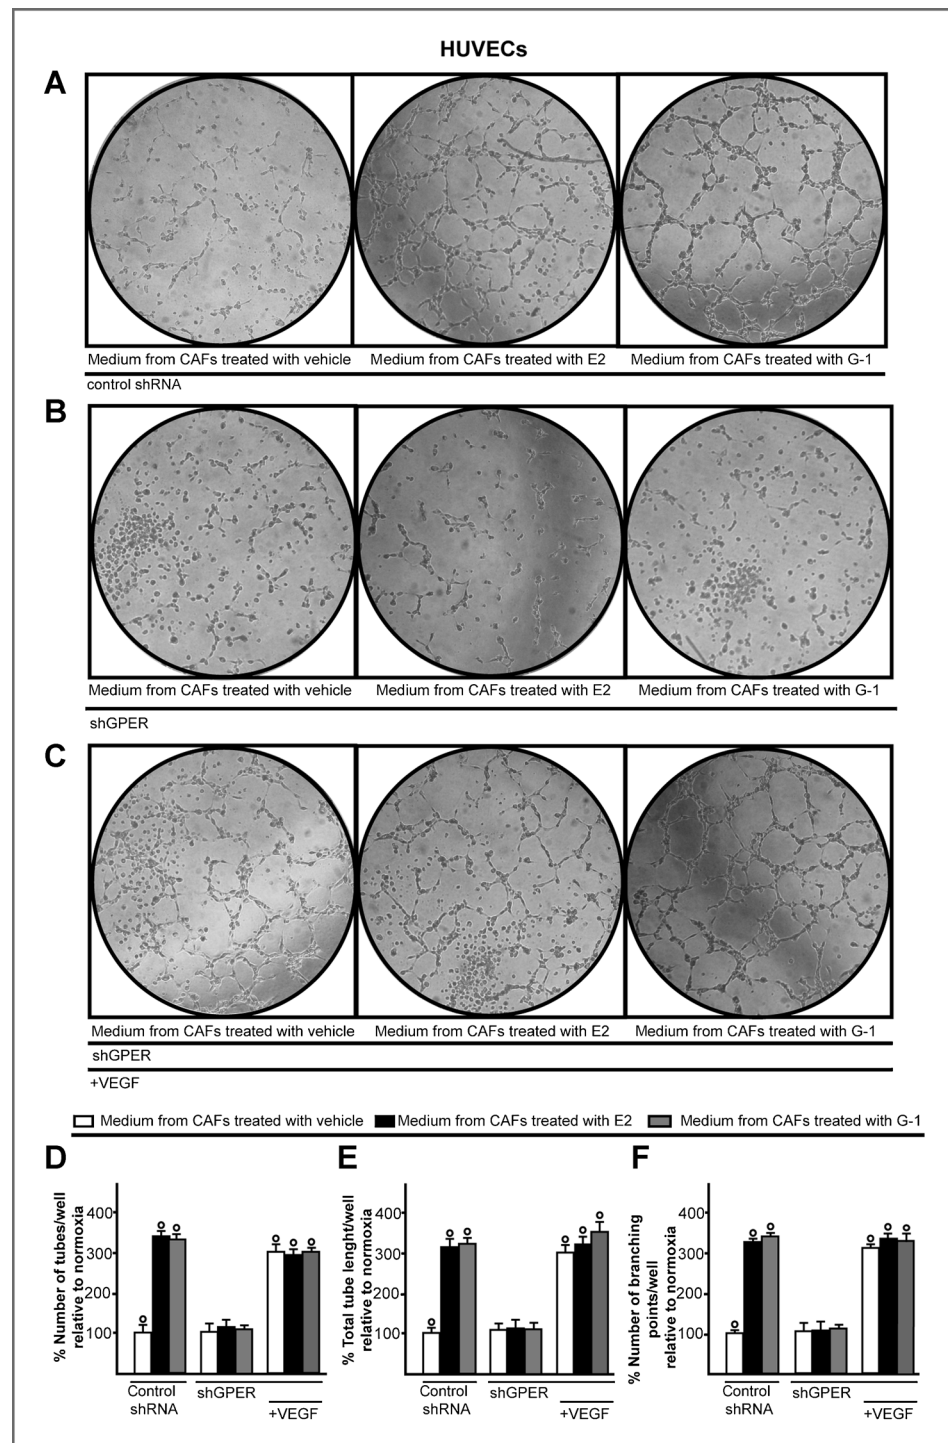 HUVECs
A
Medium from CAFs treated with vehicle
Medium from CAFs treated with E2
Medium from CAFs treated with G-1
control shRNA
B
Medium from CAFs treated with vehicle
Medium from CAFs treated with E2
Medium from CAFs treated with G-1
shGPER
C
Medium from CAFs treated with vehicle
Medium from CAFs treated with E2
Medium from CAFs treated with G-1
shGPER
+VEGF
Medium from CAFs treated with vehicle
Medium from CAFs treated with E2
Medium from CAFs treated with G-1
D
% Number of tubes/well
relative to normoxia
400
300
200
100
Control
shRNA
shGPER
+VEGF
E
% Total tube lenght/well
relative to normoxia
400
300
200
100
Control
shRNA
shGPER
+VEGF
F
% Number of branching
points/well
relative to normoxia
400
300
200
100
Control
shRNA
shGPER
+VEGF